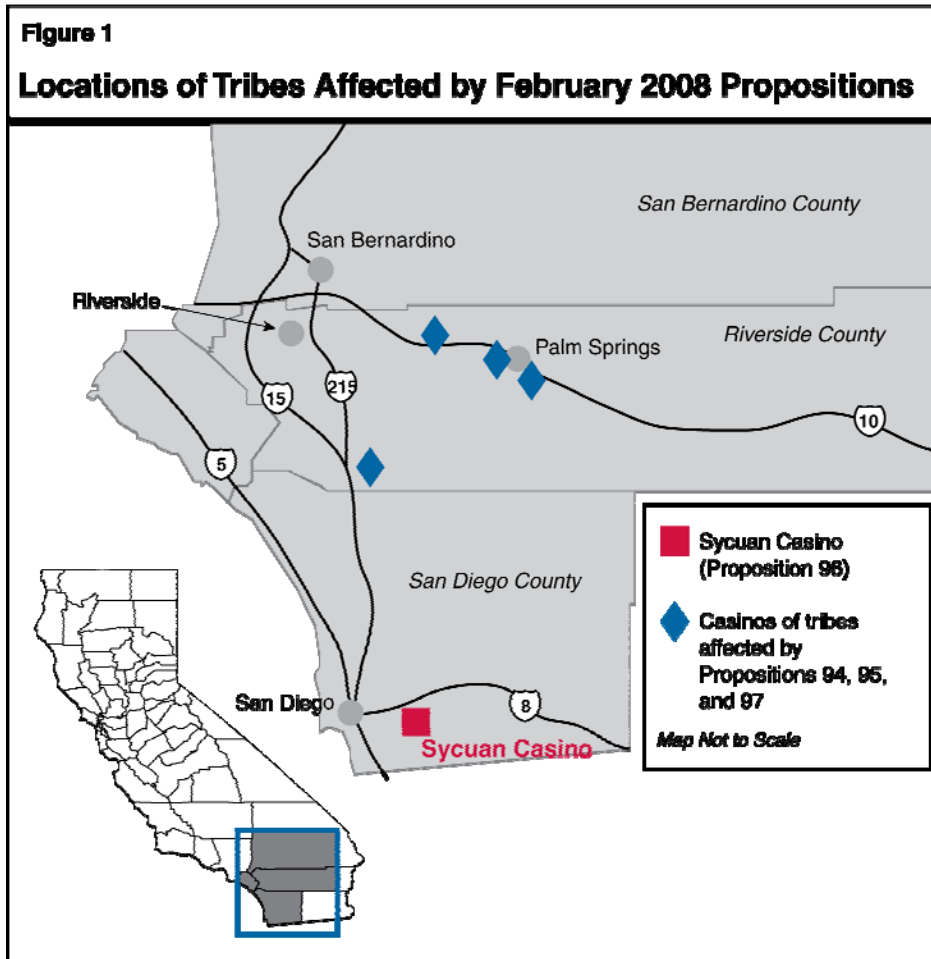 Figure 1
Locations of Tribes Affected by February 2008 Propositions
San Bernardino County
San Bernardino
Riverside
Riverside County
Palm Springs
15
215
10
5
San Diego County
San Diego
8
Sycuan Casino
Sycuan Casino
(Proposition 96)
Casinos of tribes
affected by
Propositions 94, 95,
and 97
Map Not to Scale